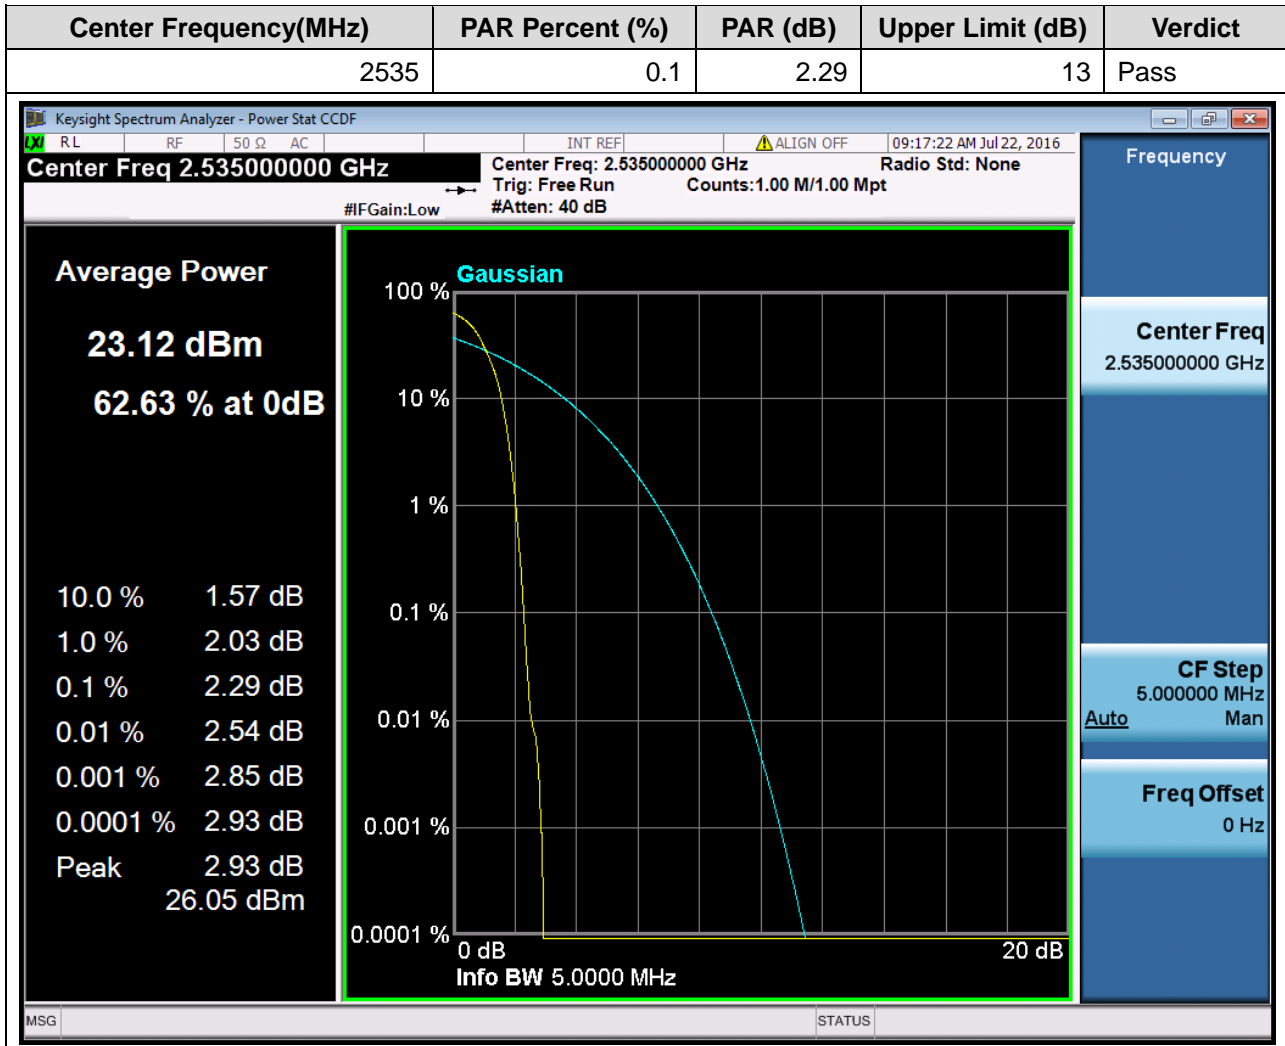 Center Frequency(MHz) PAR Percent (%) PAR (dB) Upper Limit (dB) Verdict
2535 0.1 2.29 13 Pass
Keysight Spectrum Analyzer - Power Stat CCDF
LXI RL RF 50 Ω AC INT REF ALIGN OFF 09:17:22 AM Jul 22, 2016
Center Freq 2.535000000 GHz
#IFGain:Low
Center Freq: 2.535000000 GHz Radio Std: None
Trig: Free Run Counts:1.00 M/1.00 Mpt
#Atten: 40 dB
Average Power
23.12 dBm
62.63 % at 0dB
10.0 % 1.57 dB
1.0 % 2.03 dB
0.1 % 2.29 dB
0.01 % 2.54 dB
0.001 % 2.85 dB
0.0001 % 2.93 dB
Peak 2.93 dB
26.05 dBm
Gaussian
100 %
10 %
1 %
0.1 %
0.01 %
0.001 %
0.0001 %
0 dB 20 dB
Info BW 5.0000 MHz
Frequency
Center Freq
2.535000000 GHz
CF Step
5.000000 MHz
Auto Man
Freq Offset
0 Hz
MSG STATUS